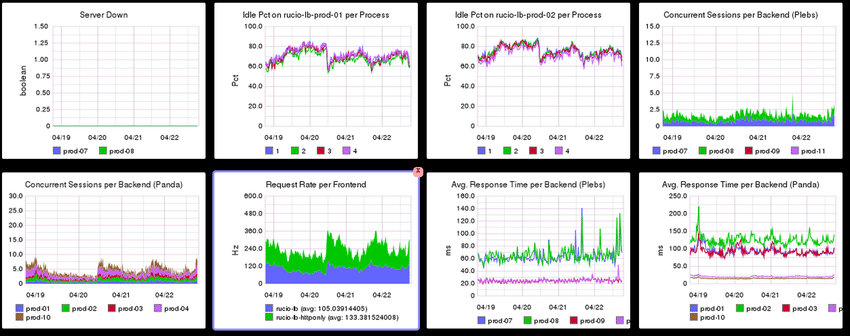 Server Down
boolean
1.50
1.25
1.00
0.75
0.50
0.25
0
04/19 04/20 04/21 04/22
prod-07 prod-08
Idle Pct on rucio-lb-prod-01 per Process
Pct
100.0
80.0
60.0
40.0
20.0
0
04/19 04/20 04/21 04/22
1 2 3 4
Idle Pct on rucio-lb-prod-02 per Process
Pct
100.0
80.0
60.0
40.0
20.0
0.0
04/19 04/20 04/21 04/22
1 2 3 4
Concurrent Sessions per Backend (Plebs)
15.0
12.5
10.0
7.5
5.0
2.5
0
04/19 04/20 04/21 04/22
prod-07 prod-08 prod-09 prod-11
Concurrent Sessions per Backend (Panda)
30.0
25.0
20.0
15.0
10.0
5.0
0
04/19 04/20 04/21 04/22
prod-01 prod-02 prod-03 prod-04
prod-10
X
Request Rate per Frontend
Hz
600.0
480.0
360.0
240.0
120.0
0
04/19 04/20 04/21 04/22
rucio-lb (avg: 105.03914405)
rucio-lb-httponly (avg: 133.381524008)
Avg. Response Time per Backend (Plebs)
ms
160.0
140.0
120.0
100.0
80.0
60.0
40.0
20.0
0
04/19 04/20 04/21 04/22
prod-07 prod-08 prod-09 p
Avg. Response Time per Backend (Panda)
ms
250.0
200.0
150.0
100.0
50.0
0.0
04/19 04/20 04/21 04/22
prod-01 prod-02 prod-03 p
prod-10